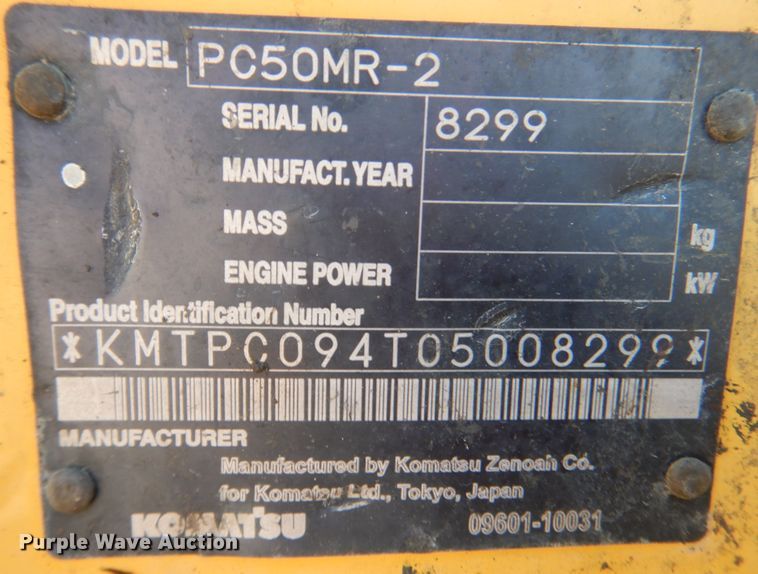 MODEL PC50MR-2
SERIAL No. 8299
MANUFACT. YEAR
MASS kg
ENGINE POWER kW
Product Identification Number
*KMTPC094T05008299*
MANUFACTURER
Manufactured by Komatsu Zenoah Co.
for Komatsu Ltd., Tokyo, Japan
KOMATSU 09601-10031
Purple Wave Auction